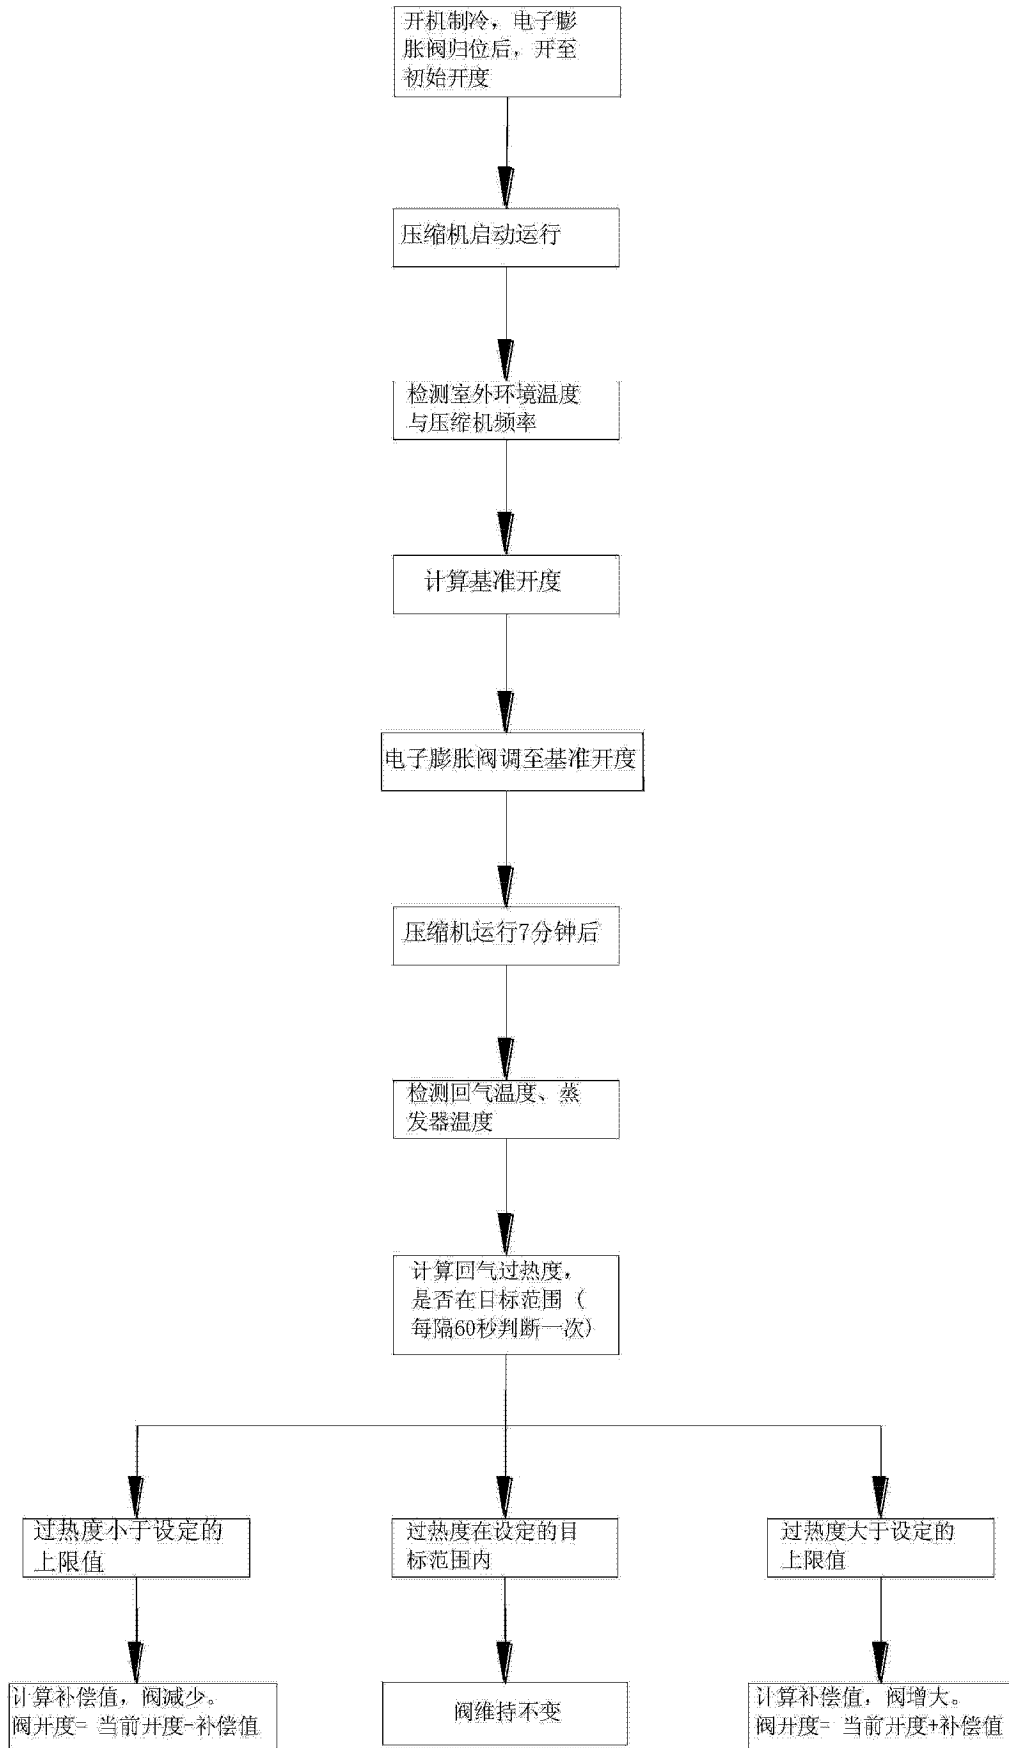 开机制冷，电子膨
胀阀归位后，开至
初始开度
压缩机启动运行
检测室外环境温度
与压缩机频率
计算基准开度
电子膨胀阀调至基准开度
压缩机运行7分钟后
检测回气温度、蒸
发器温度
计算回气过热度，
是否在目标范围（
每隔60秒判断一次）
过热度小于设定的
上限值
过热度在设定的目
标范围内
过热度大于设定的
上限值
计算补偿值，阀减少。
阀开度= 当前开度-补偿值
阀维持不变
计算补偿值，阀增大。
阀开度= 当前开度+补偿值